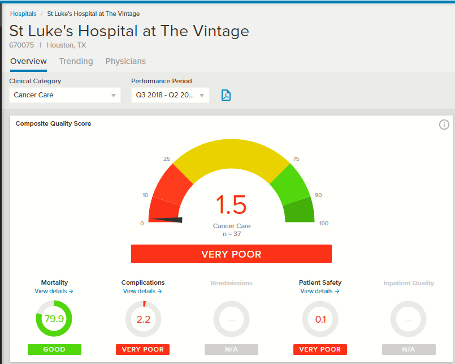 Hospitals / St Luke's Hospital at The Vintage
St Luke's Hospital at The Vintage
670075 | Houston, TX
Overview Trending Physicians
Clinical Category Performance Period
Cancer Care Q3 2018 - Q2 20...
Composite Quality Score
25 75
10 90
0 100
1.5
Cancer Care
n = 37
VERY POOR
Mortality Complications Readmissions Patient Safety Inpatient Quality
View details → View details → View details →
79.9 2.2 -- 0.1 --
GOOD VERY POOR N/A VERY POOR N/A